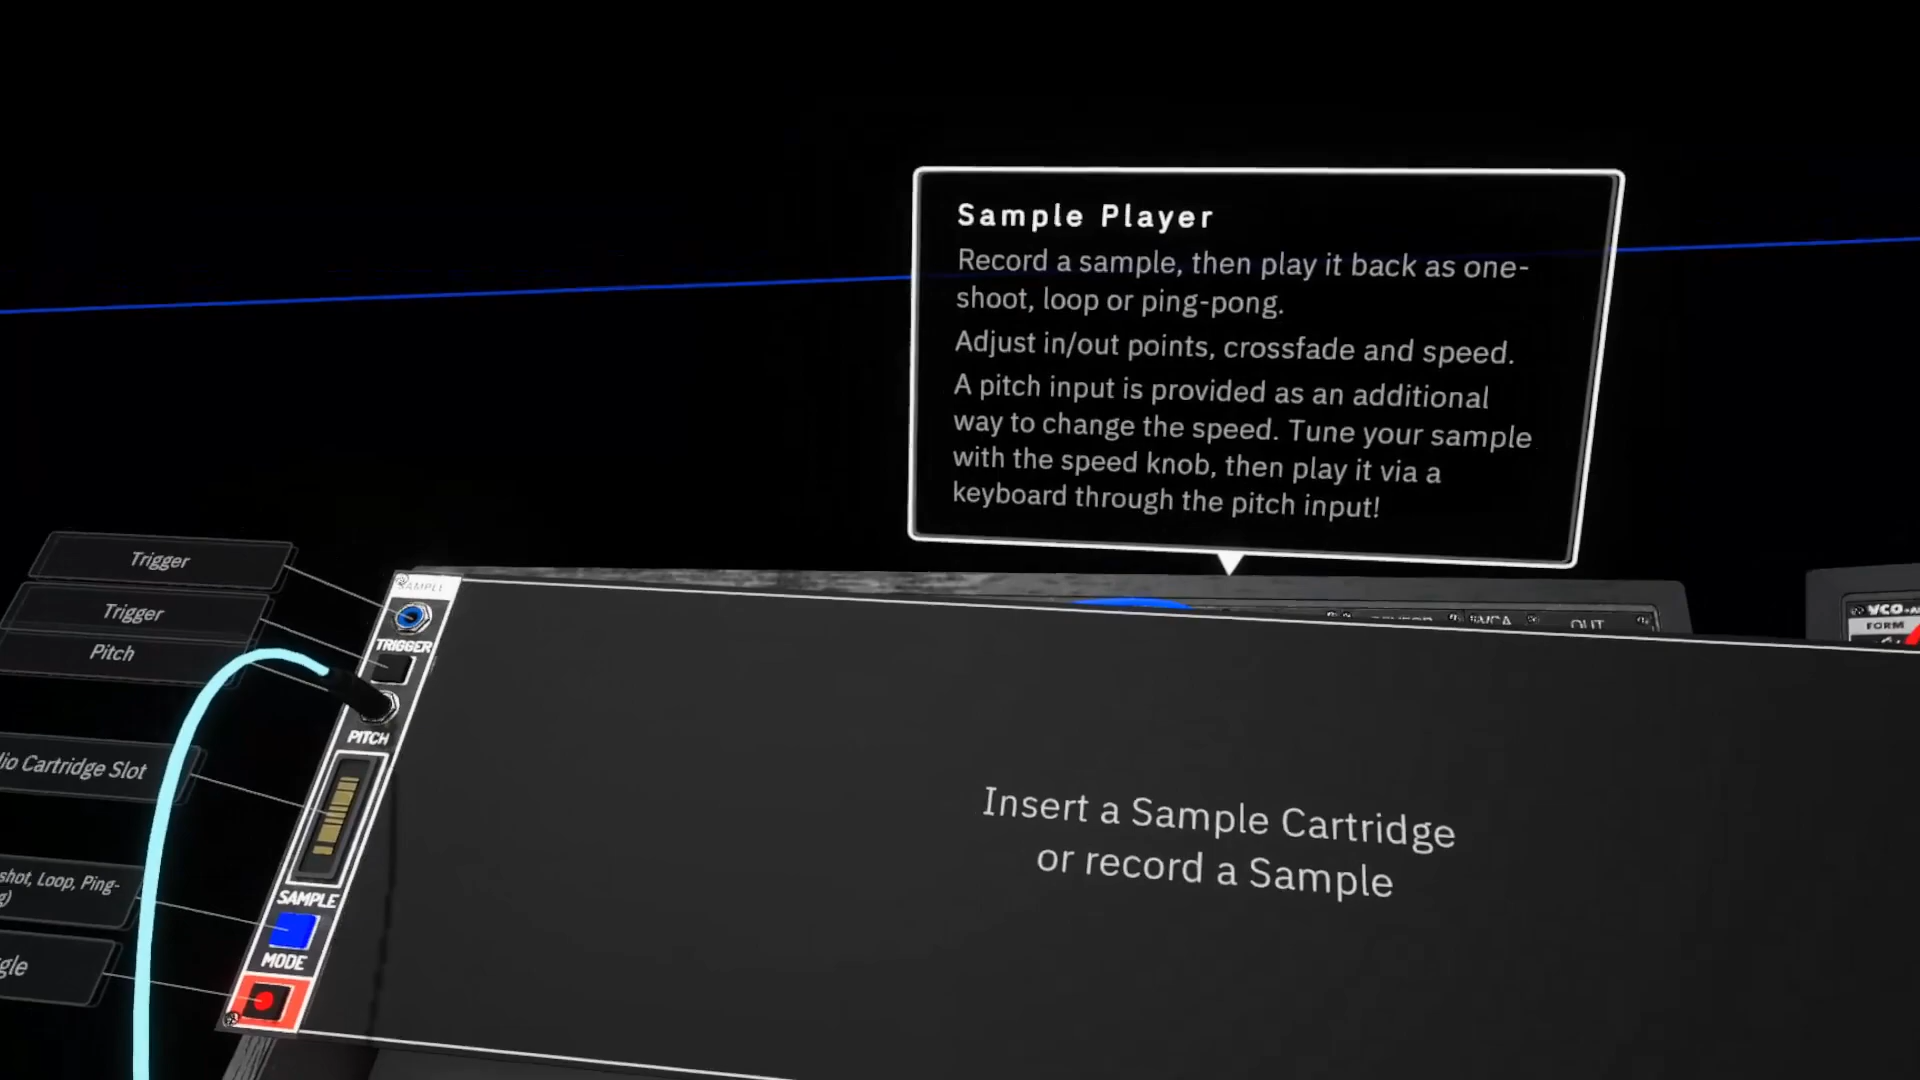 Sample Player
Record a sample, then play it back as one-
shoot, loop or ping-pong.
Adjust in/out points, crossfade and speed.
A pitch input is provided as an additional
way to change the speed. Tune your sample
with the speed knob, then play it via a
keyboard through the pitch input!
Trigger
SAMPLE
TRIGGER
Trigger
Pitch
PITCH
Cartridge Slot
shot, Loop, Ping-
SAMPLE
MODE
Insert a Sample Cartridge
or record a Sample
OUT
VCO
FORM